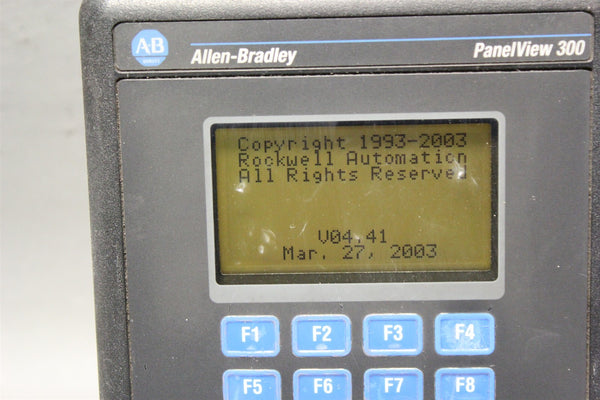 AB
Allen-Bradley
PanelView 300
Copyright 1993-2003
Rockwell Automation
All Rights Reserved
V04.41
Mar. 27, 2003
F1 F2 F3 F4
F5 F6 F7 F8